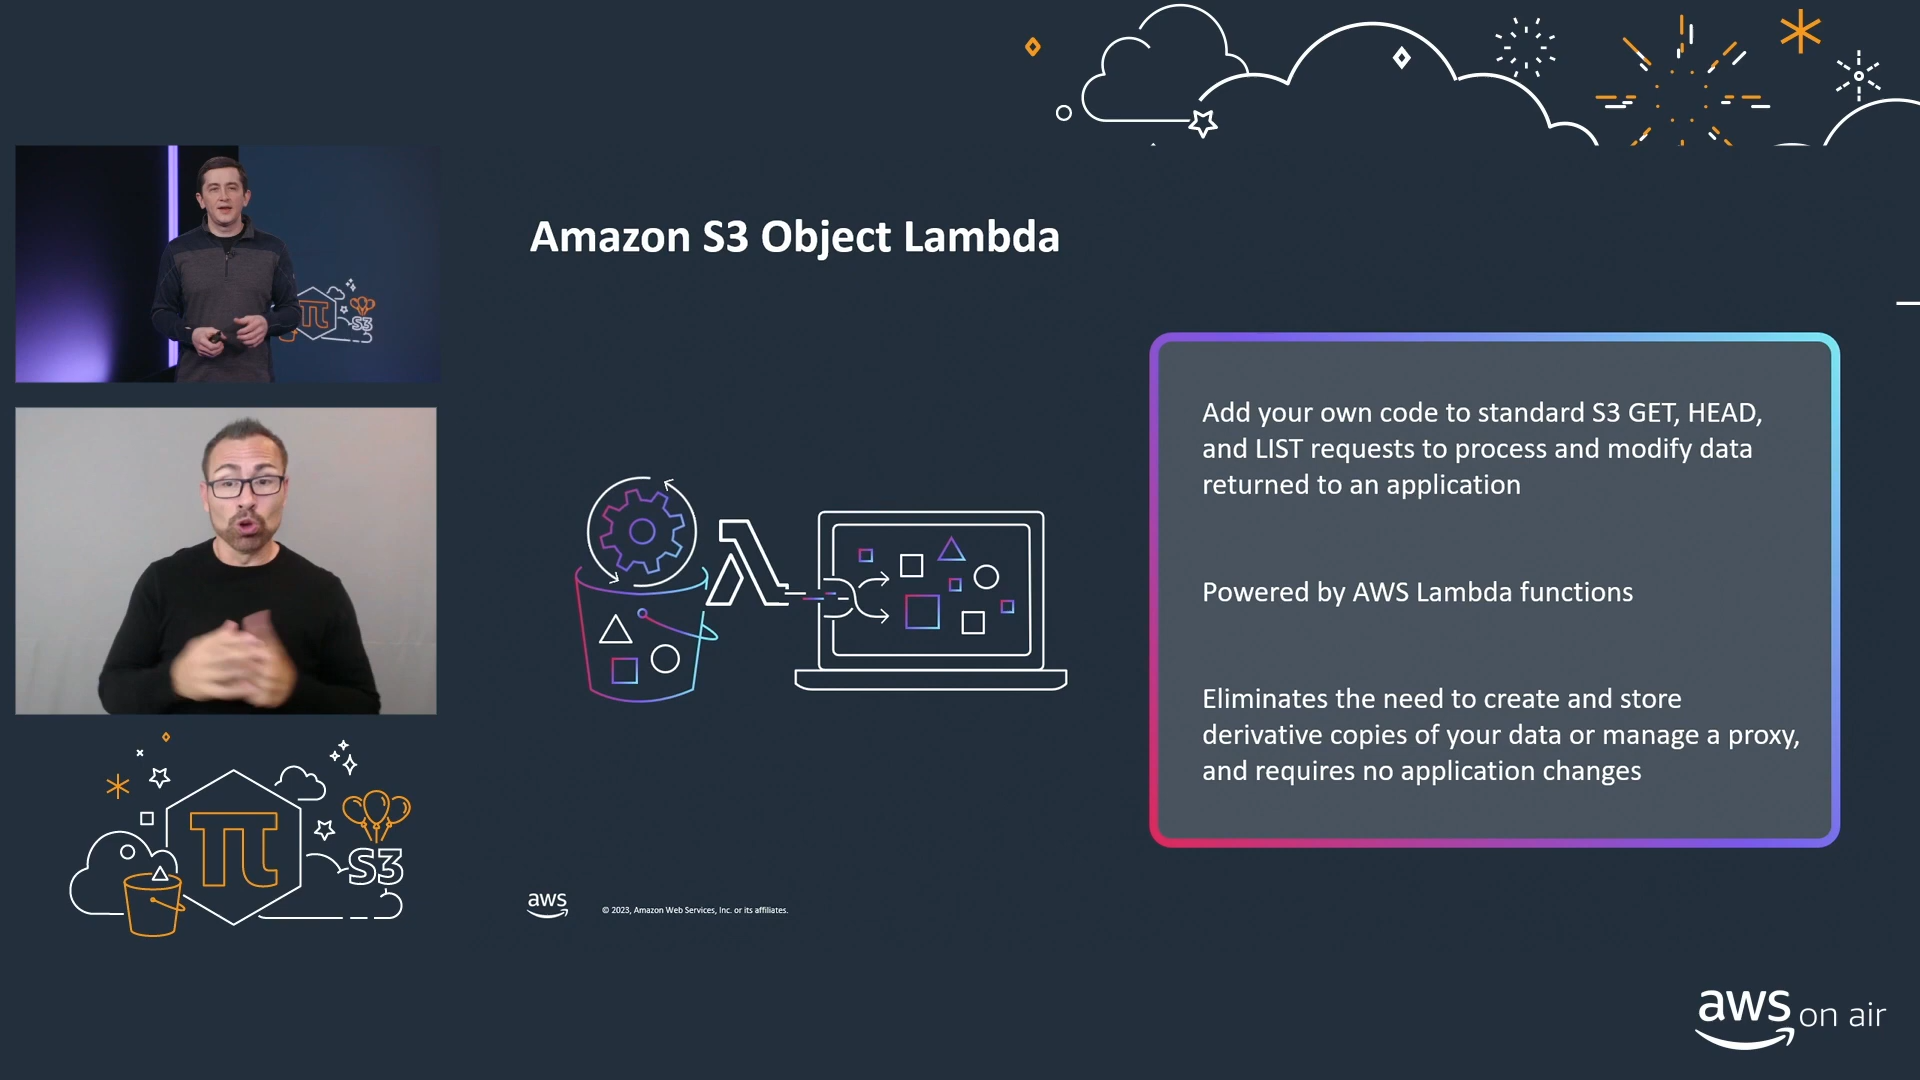 Amazon S3 Object Lambda
Add your own code to standard S3 GET, HEAD,
and LIST requests to process and modify data
returned to an application
Powered by AWS Lambda functions
Eliminates the need to create and store
derivative copies of your data or manage a proxy,
and requires no application changes
π
S3
π
S3
aws
© 2023, Amazon Web Services, Inc. or its affiliates.
aws on air